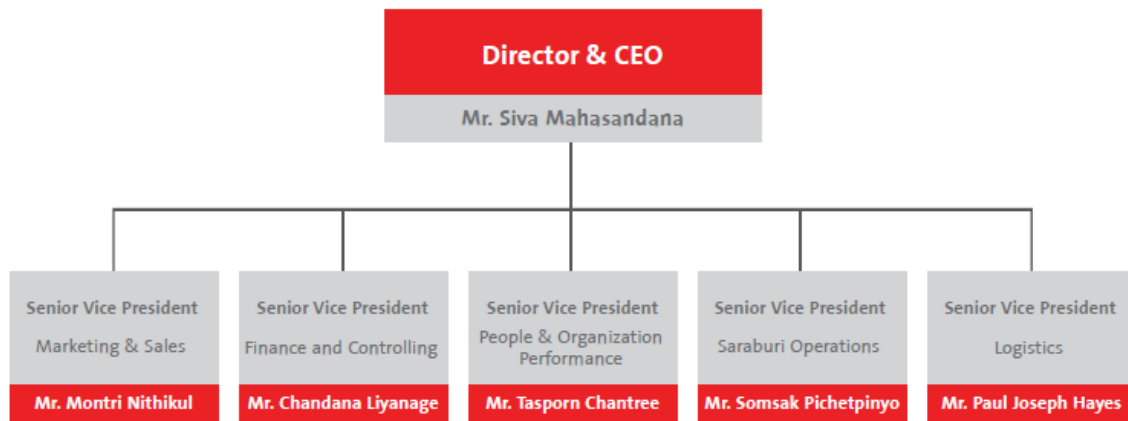 Director & CEO
Mr. Siva Mahasandana
Senior Vice President
Marketing & Sales
Mr. Montri Nithikul
Senior Vice President
Finance and Controlling
Mr. Chandana Liyanage
Senior Vice President
People & Organization
Performance
Mr. Tasporn Chantree
Senior Vice President
Saraburi Operations
Mr. Somsak Pichetpinyo
Senior Vice President
Logistics
Mr. Paul Joseph Hayes